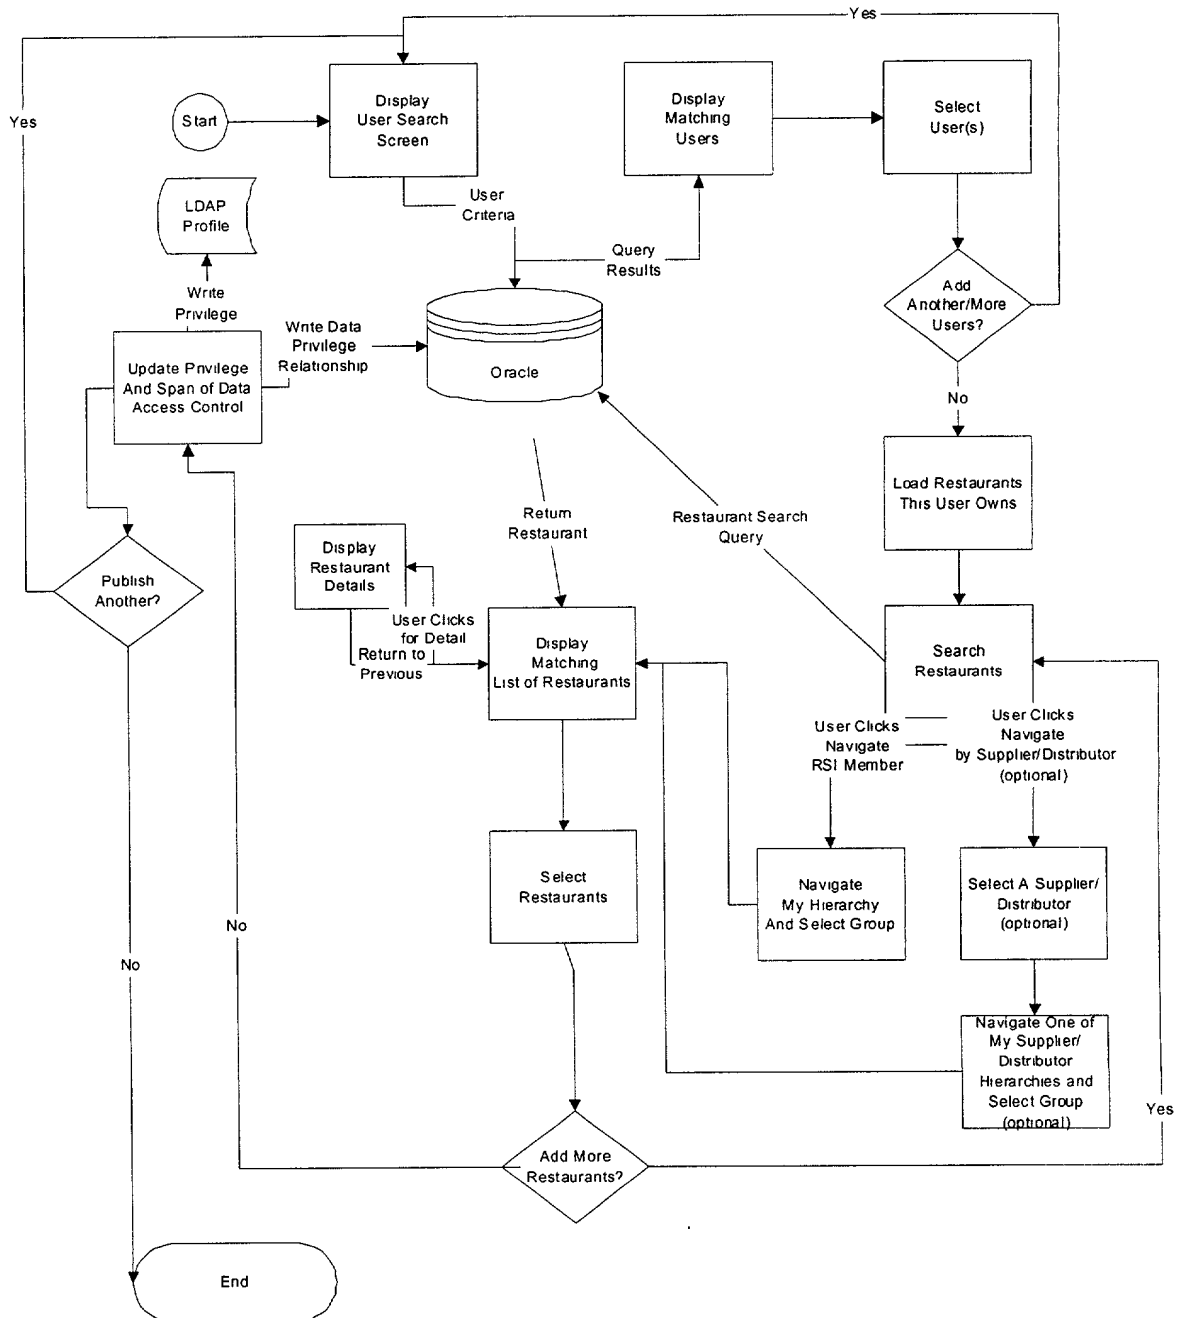 Yes
Yes
Start
Display
User Search
Screen
Display
Matching
Users
Select
User(s)
LDAP
Profile
User
Criteria
Query
Results
Add
Another/More
Users?
Write
Privilege
Write Data
Privilege
Relationship
Update Privilege
And Span of Data
Access Control
Oracle
No
Load Restaurants
This User Owns
Return
Restaurant
Restaurant Search
Query
Display
Restaurant
Details
Publish
Another?
User Clicks
for Detail
Return to
Previous
Display
Matching
List of Restaurants
Search
Restaurants
User Clicks
Navigate
RSI Member
User Clicks
Navigate
by Supplier/Distributor
(optional)
Select
Restaurants
Navigate
My Hierarchy
And Select Group
Select A Supplier/
Distributor
(optional)
No
No
Navigate One of
My Supplier/
Distributor
Hierarchies and
Select Group
(optional)
Yes
Add More
Restaurants?
End